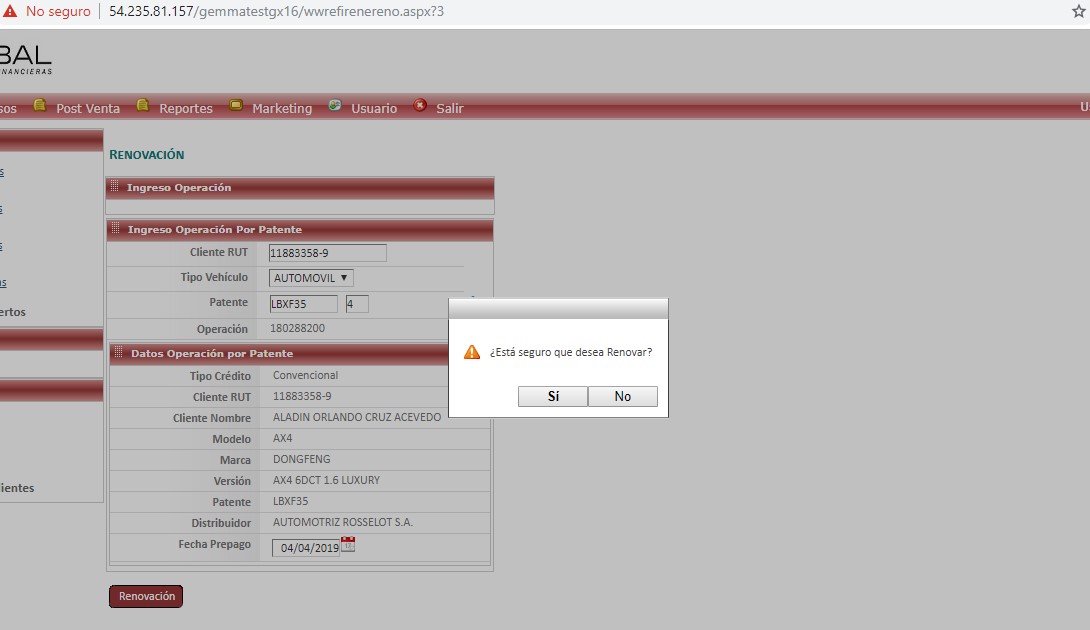 No seguro 54.235.81.157/gemmatestgx16/wwrefirenereno.aspx?3
BAL
NANCIERAS
sos Post Venta Reportes Marketing Usuario Salir U
RENOVACIÓN
s
Ingreso Operación
s
Ingreso Operación Por Patente
s
Cliente RUT 11883358-9
Tipo Vehículo AUTOMOVIL
as
Patente LBXF35 4
ertos
Operación 180288200
Datos Operación por Patente
¿Está seguro que desea Renovar?
Sí No
Tipo Crédito Convencional
Cliente RUT 11883358-9
Cliente Nombre ALADIN ORLANDO CRUZ ACEVEDO
Modelo AX4
Marca DONGFENG
Versión AX4 6DCT 1.6 LUXURY
ientes
Patente LBXF35
Distribuidor AUTOMOTRIZ ROSSELOT S.A.
Fecha Prepago 04/04/2019
Renovación